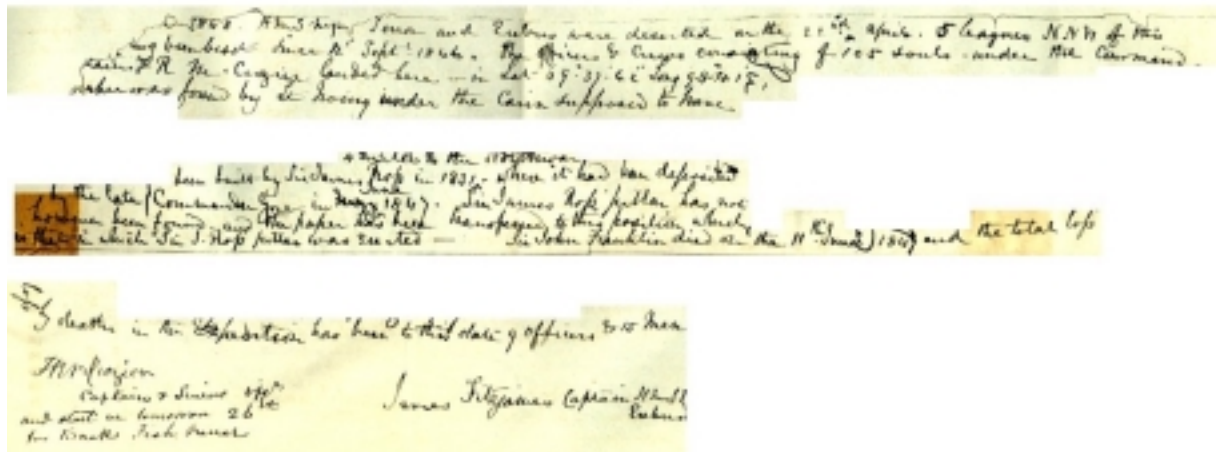 1848. HM Ships Terror and Erebus were deserted on the 22nd April. 5 leagues NNW of this
ing been beset since 12th Septr 1846. The officers & Crews consisting of 105 souls under the Command
tain F R M. Crozier landed here — in Lat 69° 37' 42" Long 98° 41'
paper was found by Lt Irving under the Cairn supposed to have
4 miles to the Northward
been built by Sir James Ross in 1831 — where it had been deposited
June
by the late Commander Gore in May 1847. Sir James Ross' pillar has not
however been found, and the paper has been transferred to this position which
is that in which Sir J. Ross pillar was erected — Sir John Franklin died on the 11th June 1847 and the total loss
by deaths in the Expedition has been to this date 9 officers & 15 Men
James Fitzjames Captain HMS
Erebus
Captain & Senior Offr
and start on tomorrow 26th
for Backs Fish River